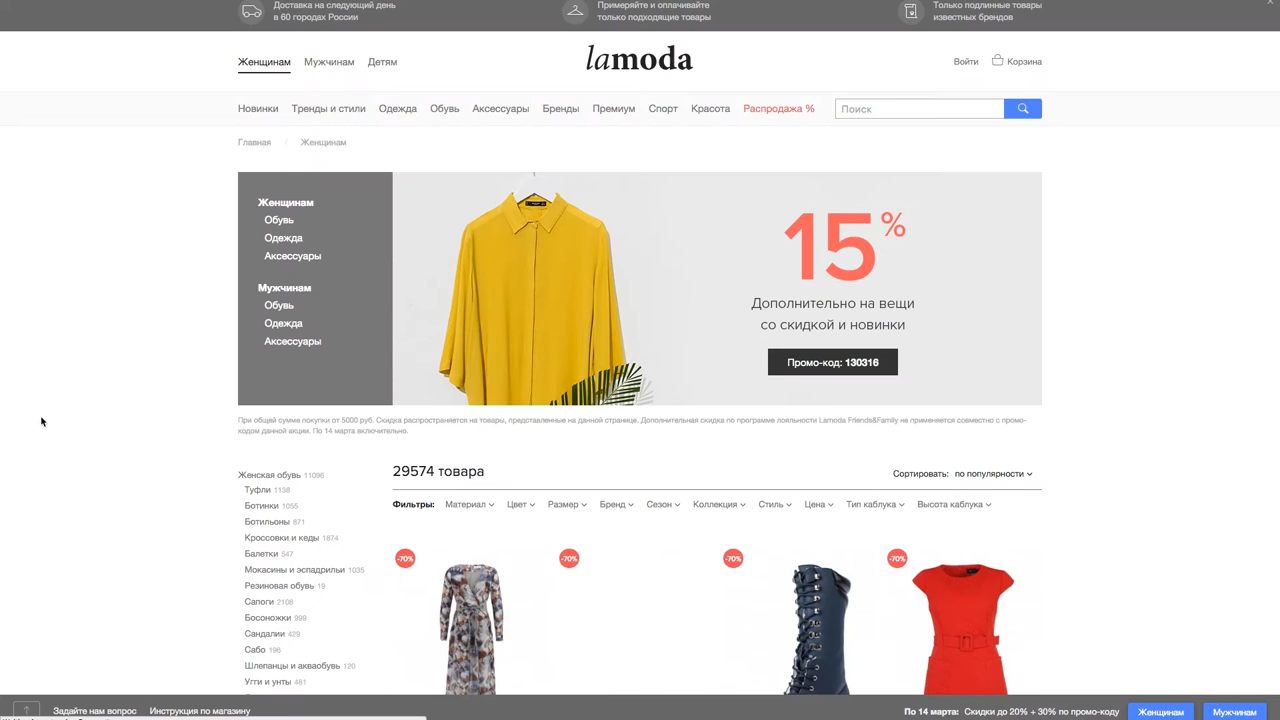 Доставка на следующий день
в 60 городах России
Примеряйте и оплачивайте
только подходящие товары
Только подлинные товары
известных брендов
Женщинам Мужчинам Детям
lamoda
Войти Корзина
Новинки Тренды и стили Одежда Обувь Аксессуары Бренды Премиум Спорт Красота Распродажа % Поиск
Главная / Женщинам
Женщинам
Обувь
Одежда
Аксессуары
Мужчинам
Обувь
Одежда
Аксессуары
15%
Дополнительно на вещи
со скидкой и новинки
Промо-код: 130316
При общей сумме покупки от 5000 руб. Скидка распространяется на товары, представленные на данной странице. Дополнительная скидка по программе лояльности Lamoda Friends&Family не применяется совместно с промо-
кодом данной акции. По 14 марта включительно.
29574 товара
Сортировать: по популярности
Фильтры: Материал Цвет Размер Бренд Сезон Коллекция Стиль Цена Тип каблука Высота каблука
Женская обувь 11096
Туфли 1138
Ботинки 1055
Ботильоны 871
Кроссовки и кеды 1874
Балетки 547
Мокасины и эспадрильи 1035
Резиновая обувь 19
Сапоги 2108
Босоножки 999
Сандалии 429
Сабо 198
Шлепанцы и акваобувь 120
Угги и унты 481
-70% -70% -70% -70%
Задайте нам вопрос Инструкция по магазину
По 14 марта: Скидки до 20% + 30% по промо-коду Женщинам Мужчинам